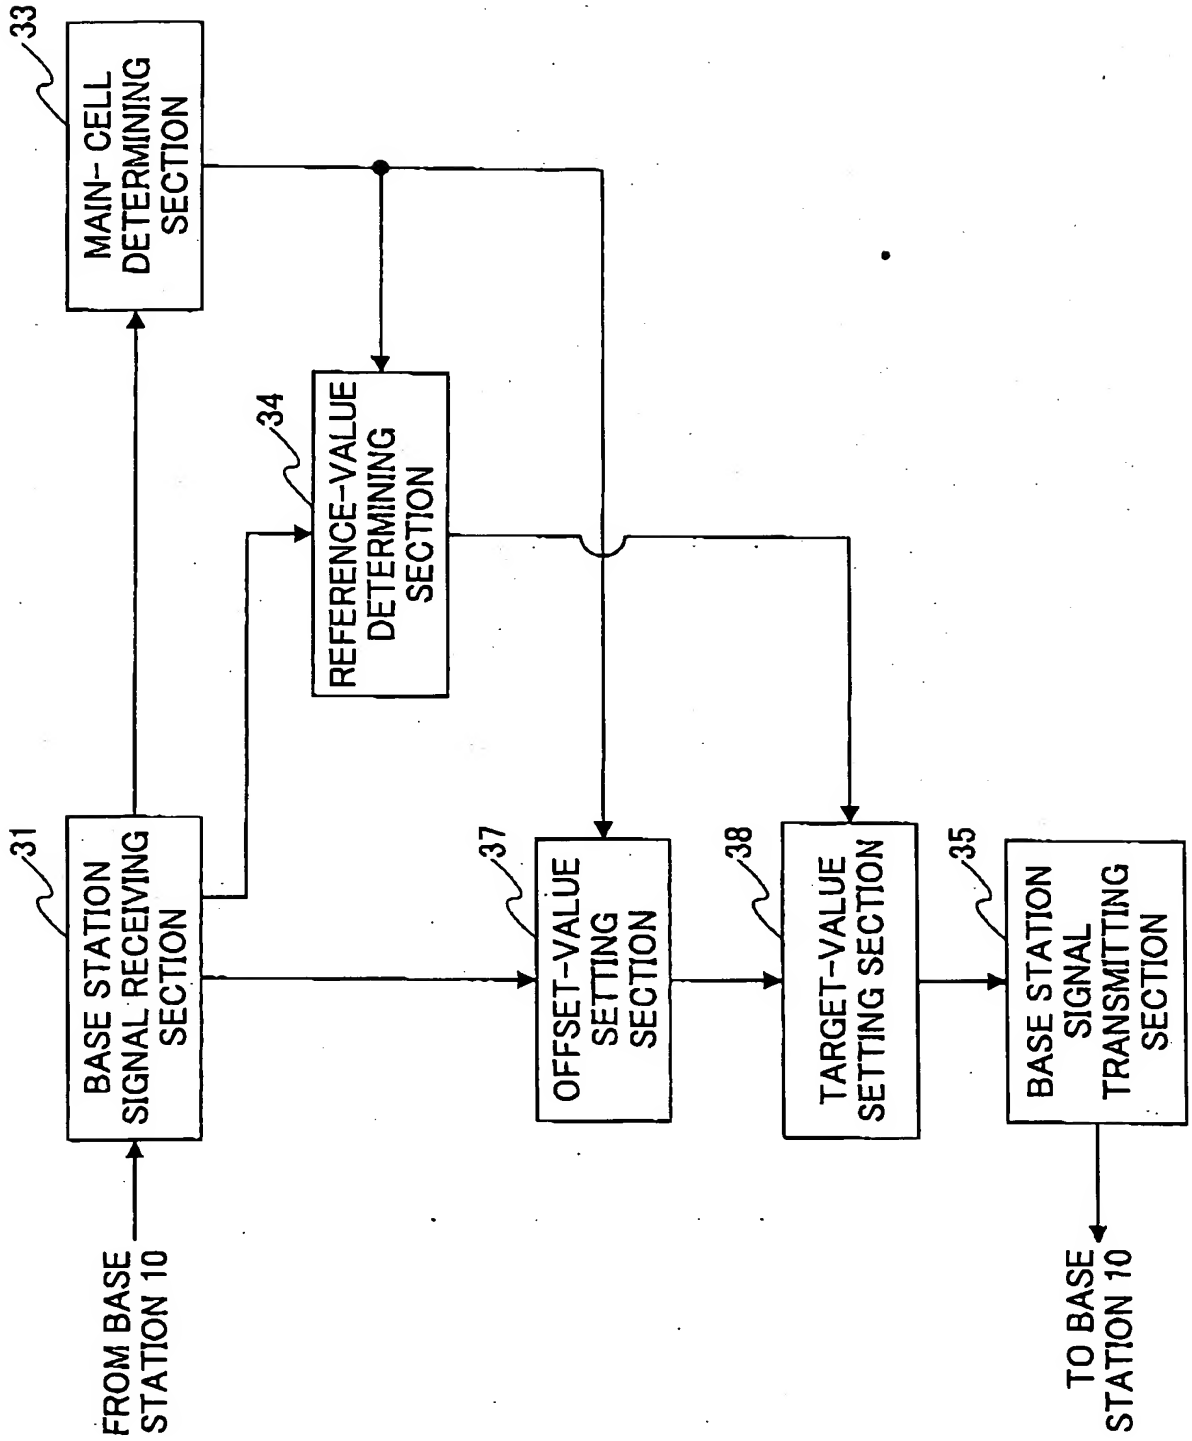 FROM BASE
STATION 10
31
BASE STATION
SIGNAL RECEIVING
SECTION
33
MAIN-CELL
DETERMINING
SECTION
34
REFERENCE-VALUE
DETERMINING
SECTION
37
OFFSET-VALUE
SETTING
SECTION
38
TARGET-VALUE
SETTING SECTION
35
BASE STATION
SIGNAL
TRANSMITTING
SECTION
TO BASE
STATION 10